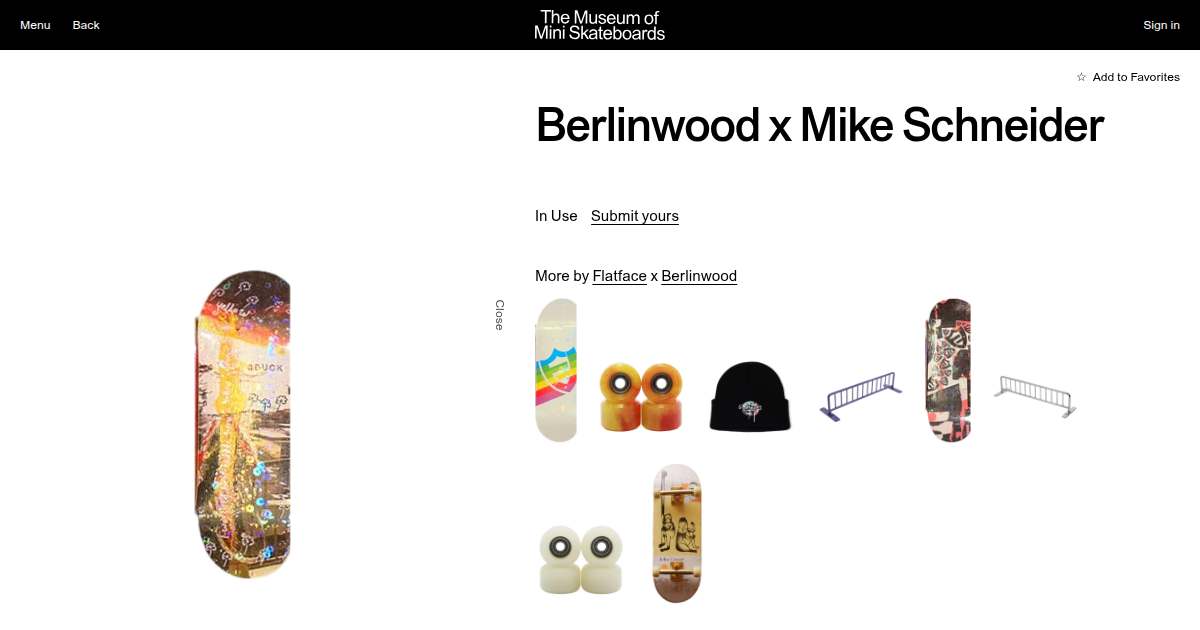 Menu
Back
The Museum of
Mini Skateboards
Sign in
☆ Add to Favorites
Berlinwood x Mike Schneider
In Use Submit yours
More by Flatface x Berlinwood
Close